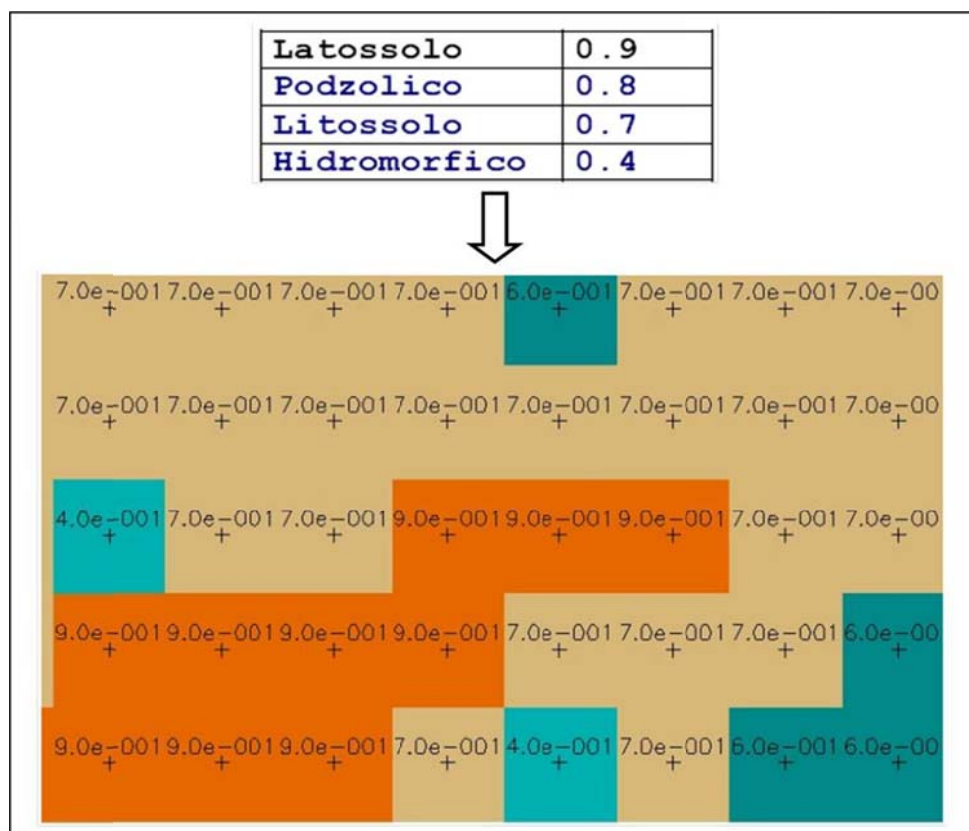 Latossolo 0.9
Podzolico 0.8
Litossolo 0.7
Hidromorfico 0.4
7.0e-001 7.0e-001 7.0e-001 7.0e-001 6.0e-001 7.0e-001 7.0e-001 7.0e-00
7.0e-001 7.0e-001 7.0e-001 7.0e-001 7.0e-001 7.0e-001 7.0e-001 7.0e-00
4.0e-001 7.0e-001 7.0e-001 9.0e-001 9.0e-001 9.0e-001 7.0e-001 7.0e-00
9.0e-001 9.0e-001 9.0e-001 9.0e-001 7.0e-001 7.0e-001 7.0e-001 6.0e-00
9.0e-001 9.0e-001 9.0e-001 7.0e-001 4.0e-001 7.0e-001 6.0e-001 6.0e-00